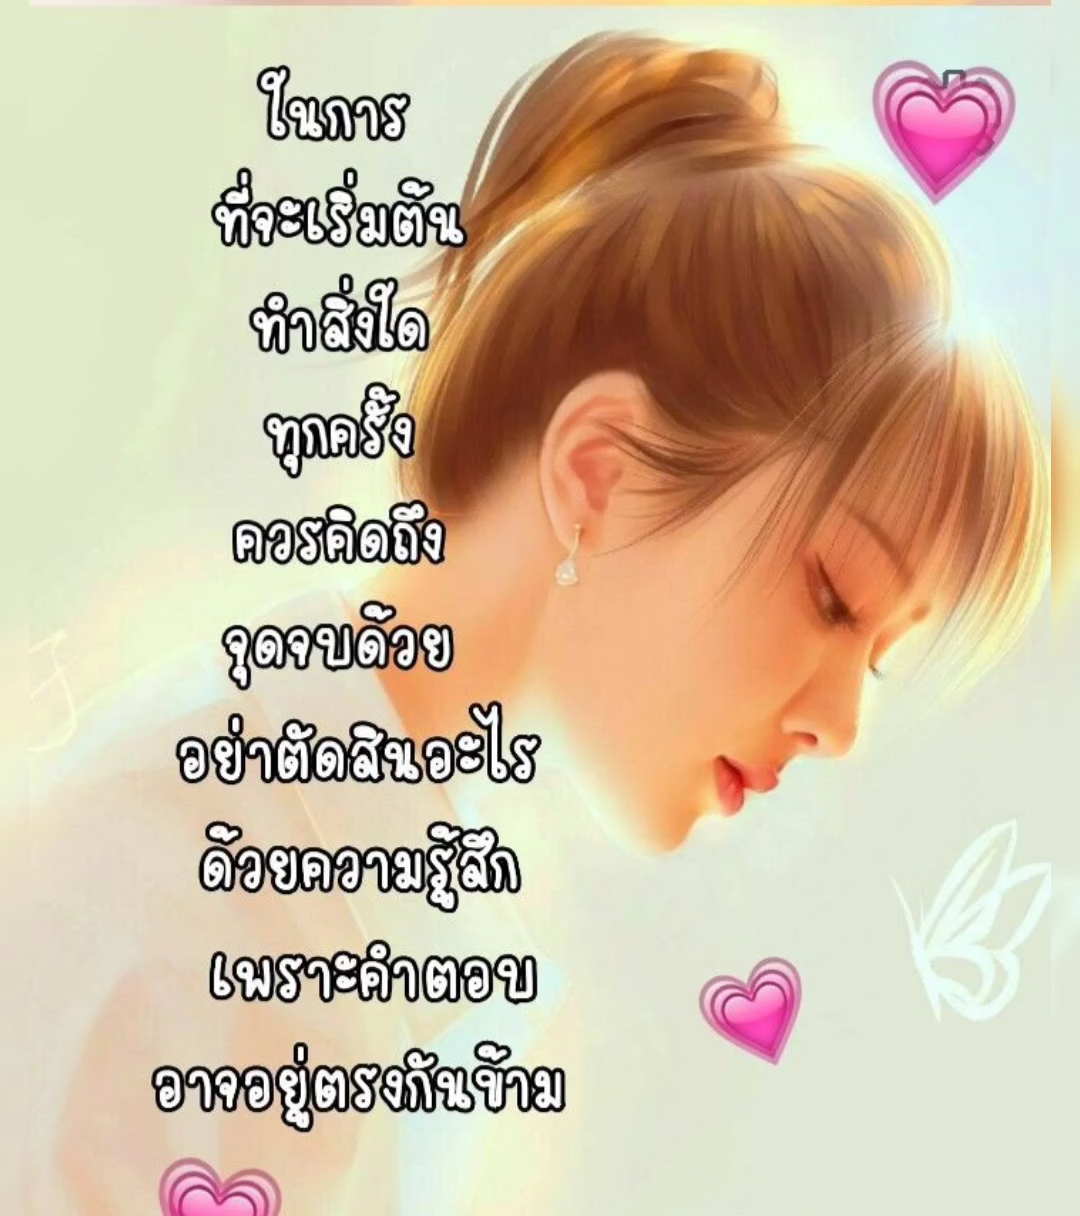 ในการ
ที่จะเริ่มต้น
ทำสิ่งใด
ทุกครั้ง
ควรคิดถึง
จุดจบด้วย
อย่าตัดสินอะไร
ด้วยความรู้สึก
เพราะคำตอบ
อาจอยู่ตรงกันข้าม